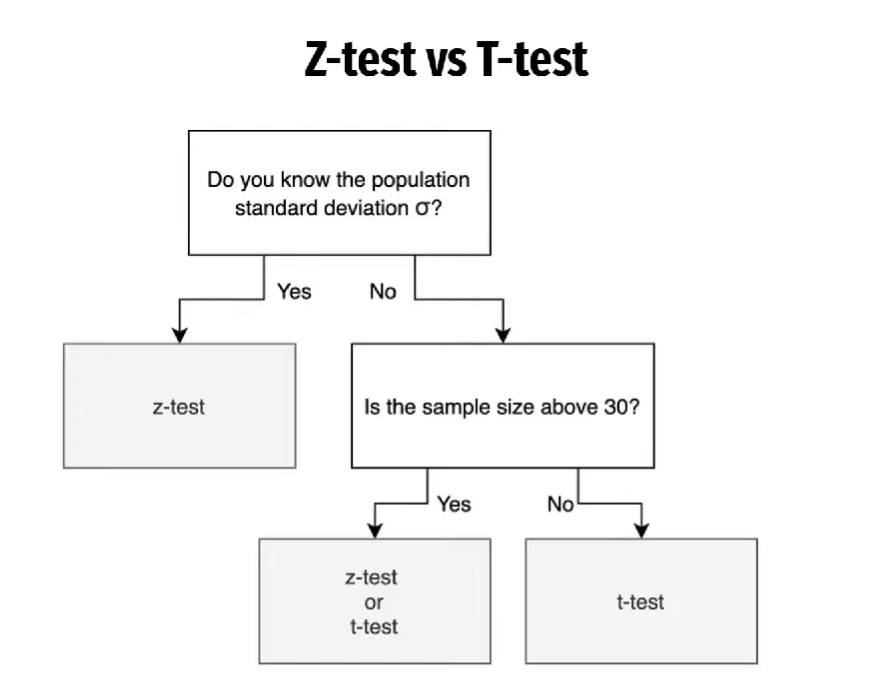 Z-test vs T-test
Do you know the population
standard deviation σ?
Yes
No
z-test
Is the sample size above 30?
Yes
No
z-test
or
t-test
t-test